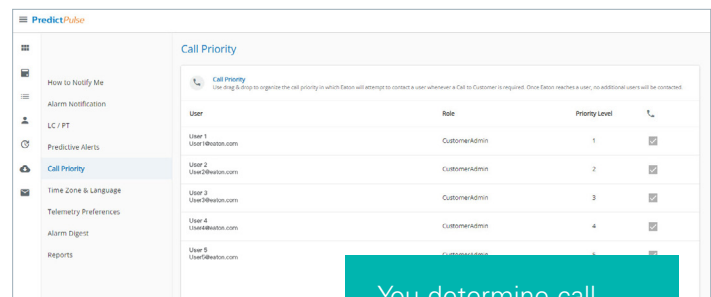 PredictPulse
Call Priority
How to Notify Me
Alarm Notification
LC / PT
Predictive Alerts
Call Priority
Time Zone & Language
Telemetry Preferences
Alarm Digest
Reports
Call Priority
Use drag & drop to organize the call priority in which Eaton will attempt to contact a user whenever a Call to Customer is required. Once Eaton reaches a user, no additional users will be contacted.
User Role Priority Level
User 1
User1@eaton.com CustomerAdmin 1
User 2
User2@eaton.com CustomerAdmin 2
User 3
User3@eaton.com CustomerAdmin 3
User 4
User4@eaton.com CustomerAdmin 4
User 5
User5@eaton.com CustomerAdmin
You determine call